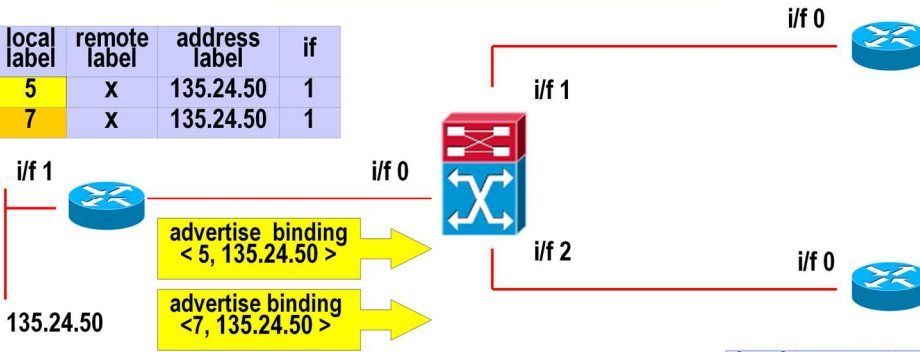 i/f 0
local label remote label address label if
5 x 135.24.50 1
7 x 135.24.50 1
i/f 1
i/f 1
i/f 0
advertise binding
< 5, 135.24.50 >
i/f 2
i/f 0
advertise binding
<7, 135.24.50 >
135.24.50